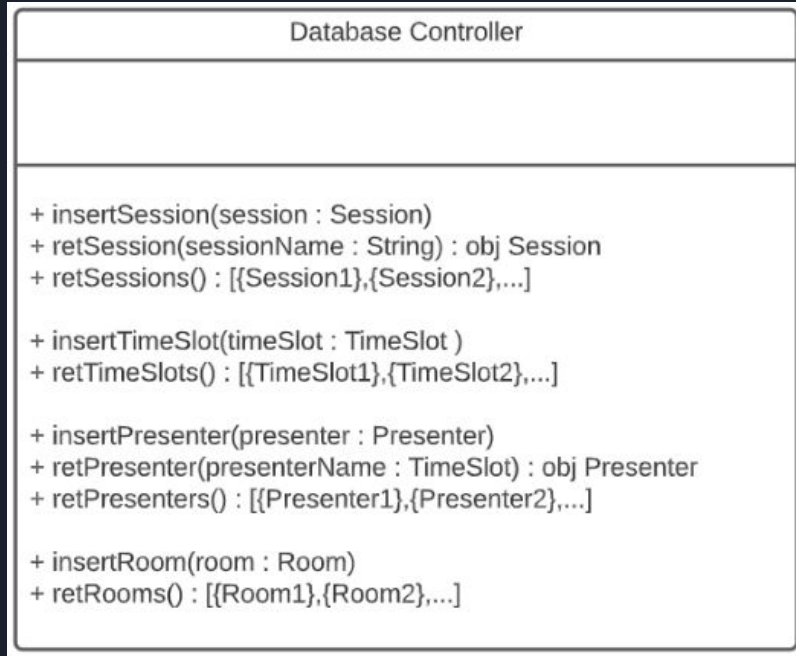 Database Controller
+ insertSession(session : Session)
+ retSession(sessionName : String) : obj Session
+ retSessions() : [{Session1},{Session2},...]
+ insertTimeSlot(timeSlot : TimeSlot )
+ retTimeSlots() : [{TimeSlot1},{TimeSlot2},...]
+ insertPresenter(presenter : Presenter)
+ retPresenter(presenterName : TimeSlot) : obj Presenter
+ retPresenters() : [{Presenter1},{Presenter2},...]
+ insertRoom(room : Room)
+ retRooms() : [{Room1},{Room2},...]